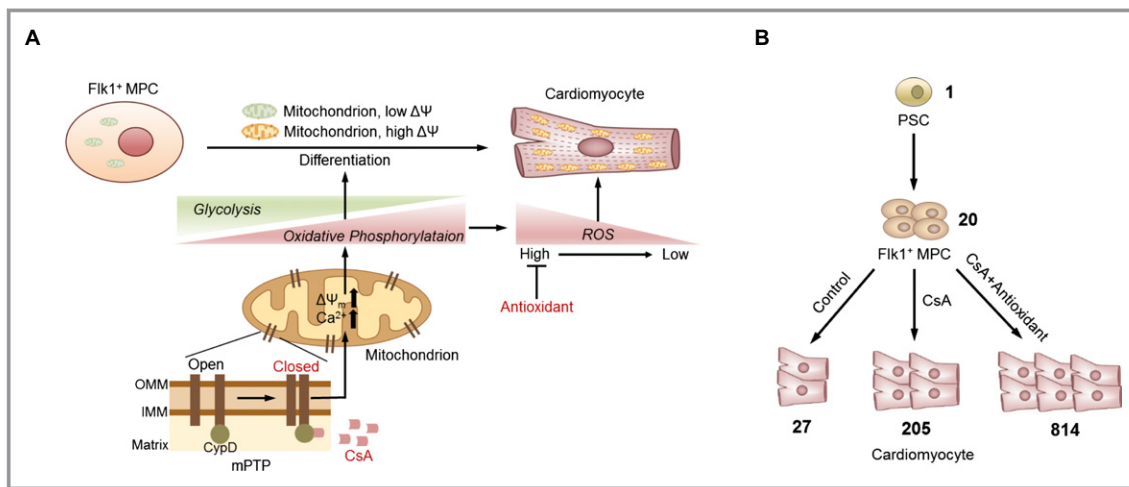 A
Flk1+ MPC
Mitochondrion, low ΔΨ
Mitochondrion, high ΔΨ
Differentiation
Cardiomyocyte
Glycolysis
Oxidative Phosphorylataion
ROS
High
Low
Antioxidant
ΔΨm
Ca2+
Mitochondrion
Open
Closed
OMM
IMM
Matrix
CypD
mPTP
CsA
B
1
PSC
20
Flk1+ MPC
Control
CsA
CsA+Antioxidant
27
205
814
Cardiomyocyte